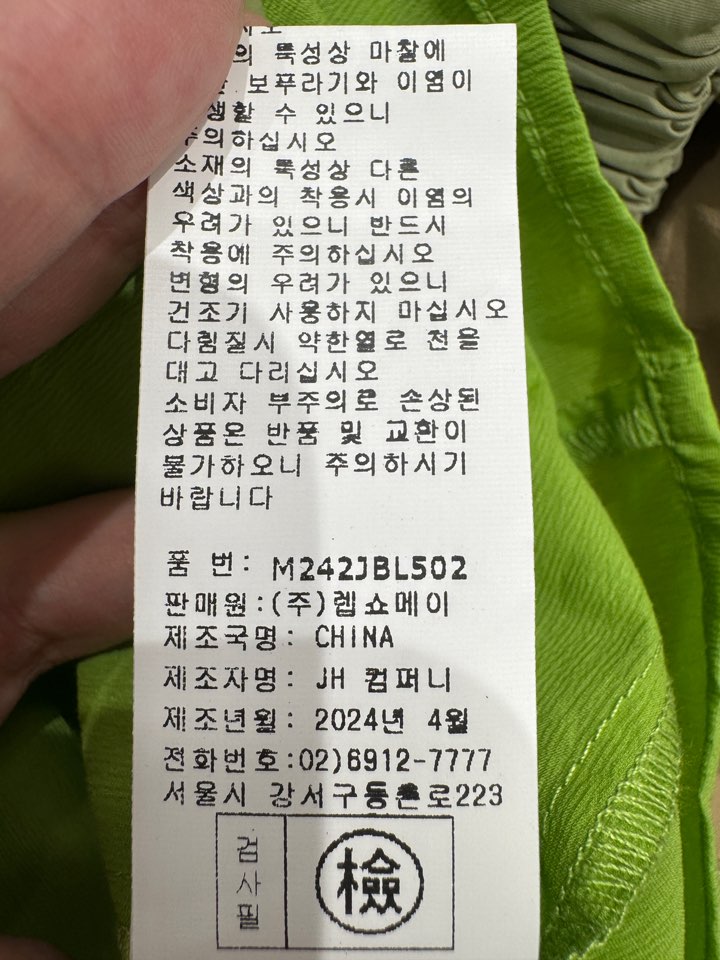 의 특성상 마찰에
보푸라기와 이염이
생할 수 있으니
주의하십시오
소재의 특성상 다른
색상과의 착용시 이염의
우려가 있으니 반드시
착용에 주의하십시오
변형의 우려가 있으니
건조기 사용하지 마십시오
다림질시 약한열로 천을
대고 다리십시오
소비자 부주의로 손상된
상품은 반품 및 교환이
불가하오니 주의하시기
바랍니다
품 번: M242JBL502
판매원:(주)렙쇼메이
제조국명: CHINA
제조자명: JH 컴퍼니
제조년월: 2024년 4월
전화번호:02)6912-7777
서울시 강서구동촌로223
검사필 檢